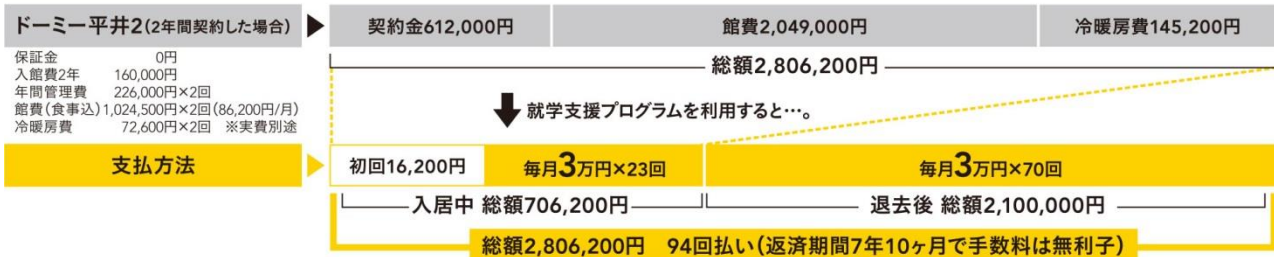 ドーミー平井2(2年間契約した場合)
契約金612,000円
館費2,049,000円
冷暖房費145,200円
保証金 0円
入館費2年 160,000円
年間管理費 226,000円×2回
館費(食事込)1,024,500円×2回(86,200円/月)
冷暖房費 72,600円×2回 ※実費別途
総額2,806,200円
就学支援プログラムを利用すると…。
支払方法
初回16,200円
毎月3万円×23回
毎月3万円×70回
入居中 総額706,200円
退去後 総額2,100,000円
総額2,806,200円 94回払い(返済期間7年10ヶ月で手数料は無利子)